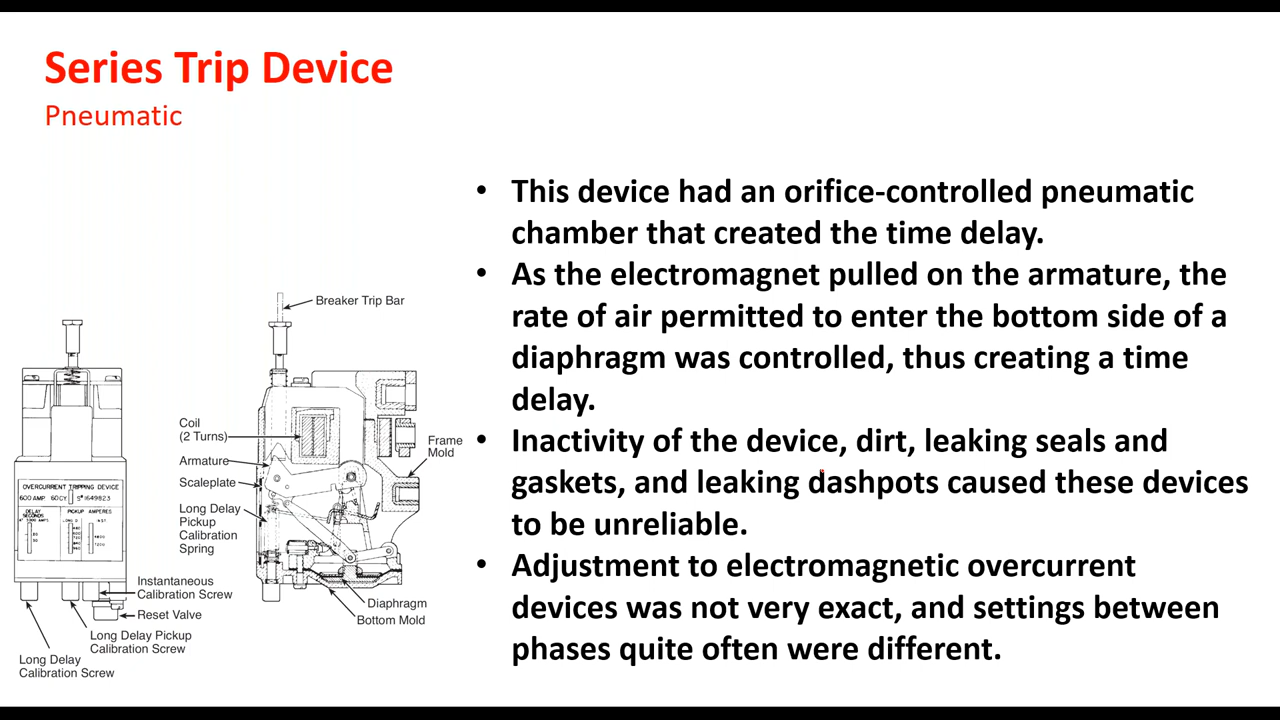 Series Trip Device
Pneumatic
• This device had an orifice-controlled pneumatic
chamber that created the time delay.
• As the electromagnet pulled on the armature, the
rate of air permitted to enter the bottom side of a
diaphragm was controlled, thus creating a time
delay.
• Inactivity of the device, dirt, leaking seals and
gaskets, and leaking dashpots caused these devices
to be unreliable.
• Adjustment to electromagnetic overcurrent
devices was not very exact, and settings between
phases quite often were different.
Breaker Trip Bar
Coil
(2 Turns)
Armature
Scaleplate
Long Delay
Pickup
Calibration
Spring
Frame
Mold
Diaphragm
Bottom Mold
OVERCURRENT TRIPPING DEVICE
600 AMP 60CY S# 1649823
DELAY
SECONDS
PICKUP AMPERES
Instantaneous
Calibration Screw
Reset Valve
Long Delay Pickup
Calibration Screw
Long Delay
Calibration Screw